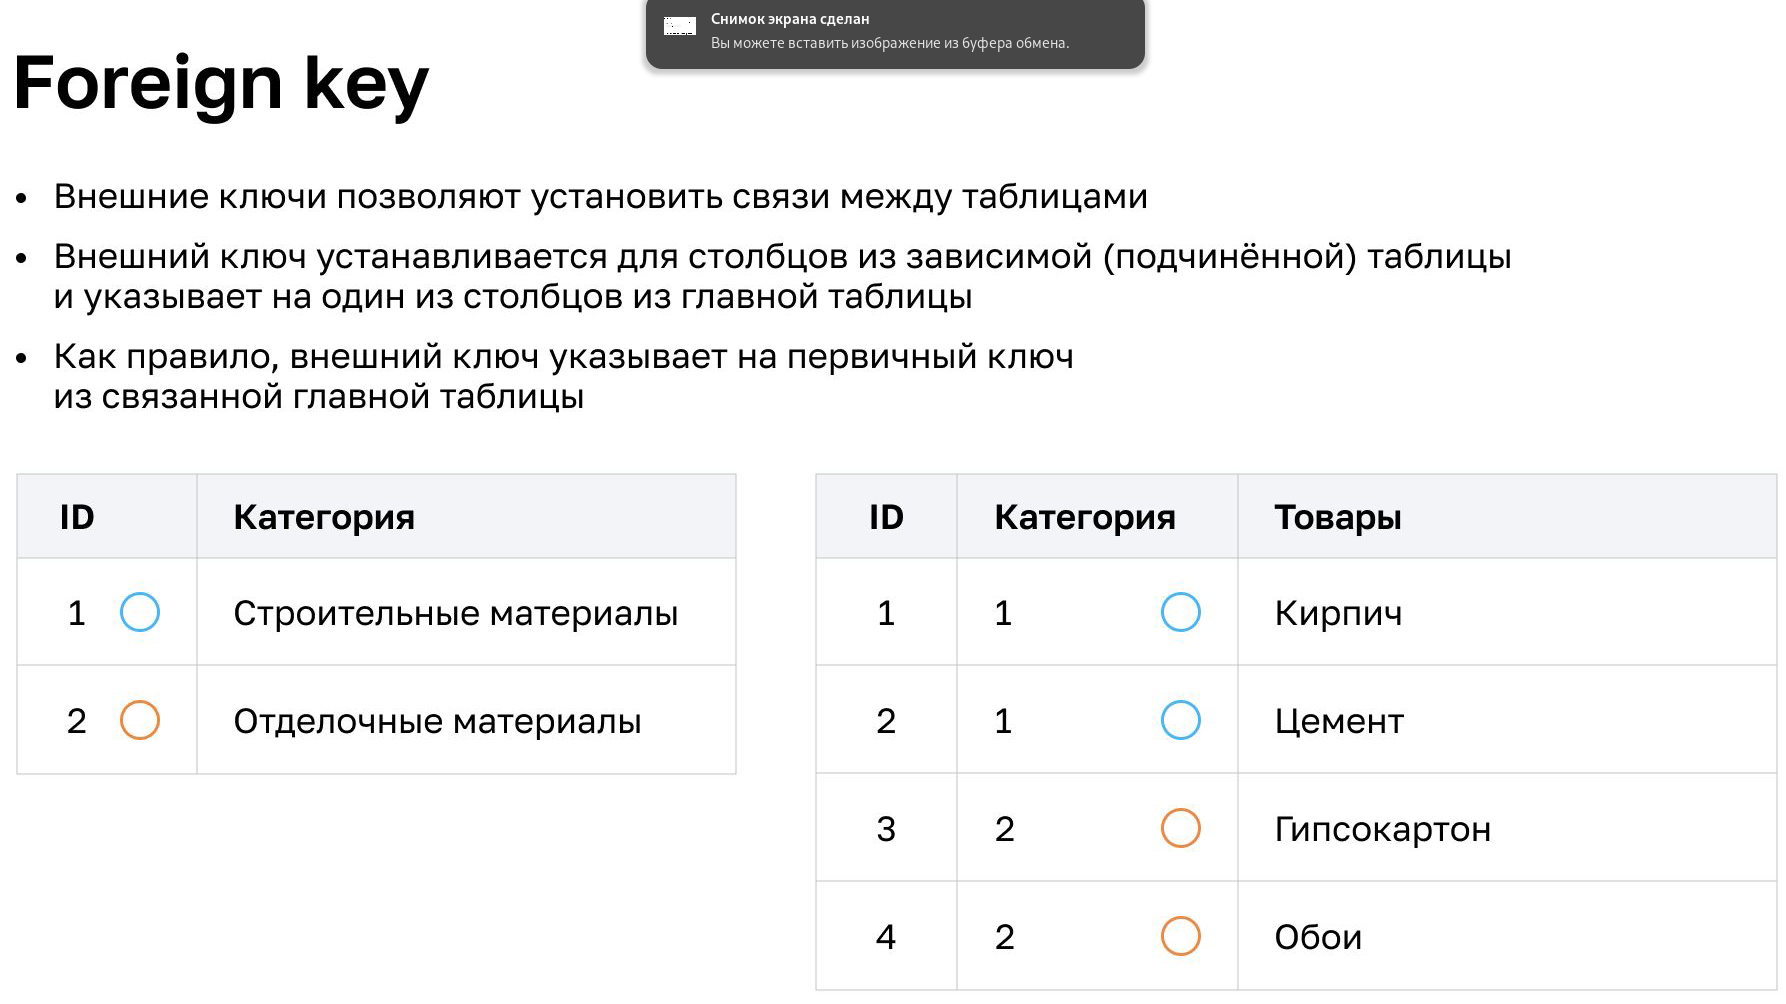 Снимок экрана сделан
Вы можете вставить изображение из буфера обмена.
Foreign key
• Внешние ключи позволяют установить связи между таблицами
• Внешний ключ устанавливается для столбцов из зависимой (подчинённой) таблицы
и указывает на один из столбцов из главной таблицы
• Как правило, внешний ключ указывает на первичный ключ
из связанной главной таблицы
ID Категория
1 Строительные материалы
2 Отделочные материалы
ID Категория Товары
1 1 Кирпич
2 1 Цемент
3 2 Гипсокартон
4 2 Обои